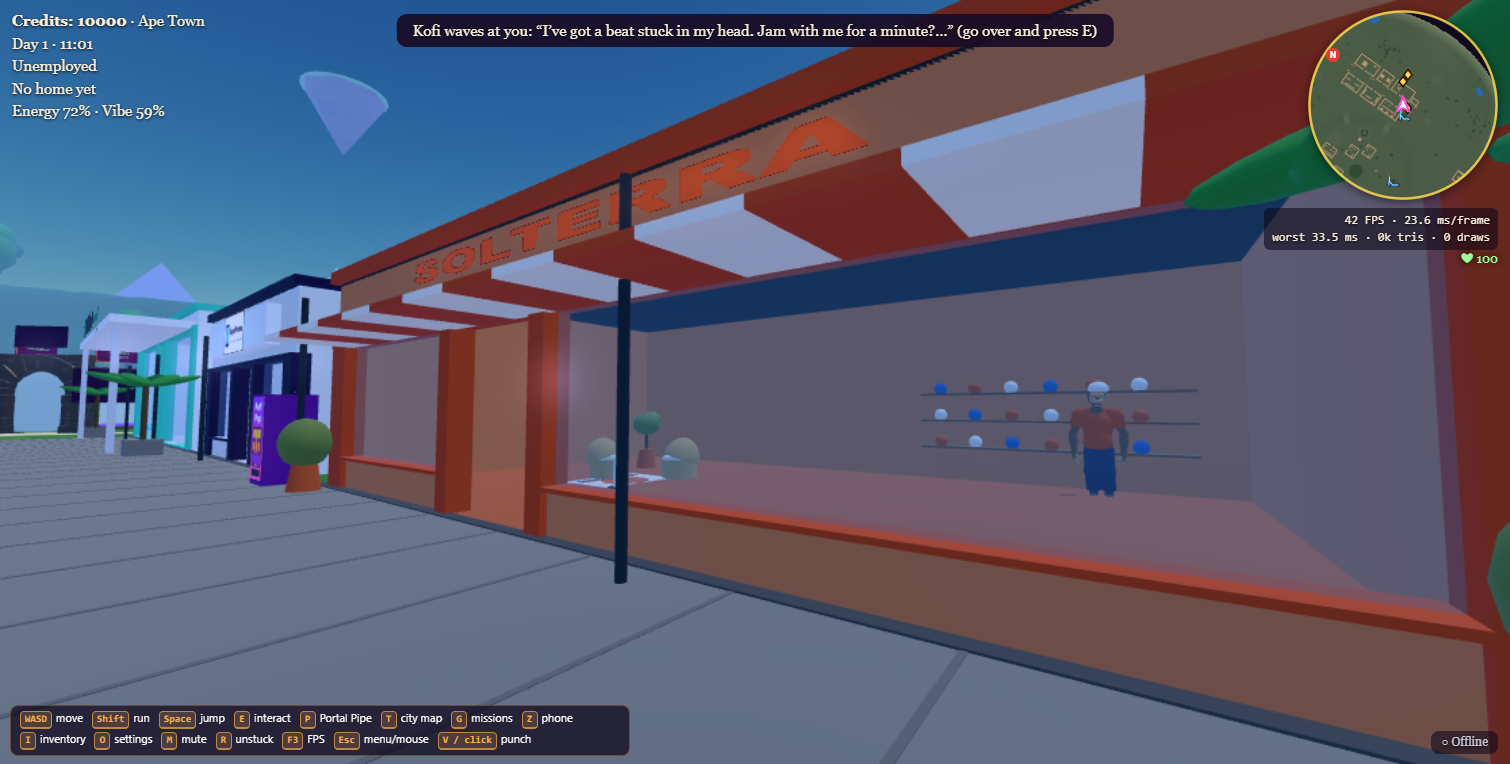 Credits: 10000 · Ape Town
Day 1 · 11:01
Unemployed
No home yet
Energy 72% · Vibe 59%
Kofi waves at you: “I’ve got a beat stuck in my head. Jam with me for a minute?…” (go over and press E)
N
42 FPS · 23.6 ms/frame
worst 33.5 ms · 0k tris · 0 draws
100
SOLTERRA
WASD move Shift run Space jump E interact P Portal Pipe T city map G missions Z phone
I inventory O settings M mute R unstuck F3 FPS Esc menu/mouse V / click punch
○ Offline